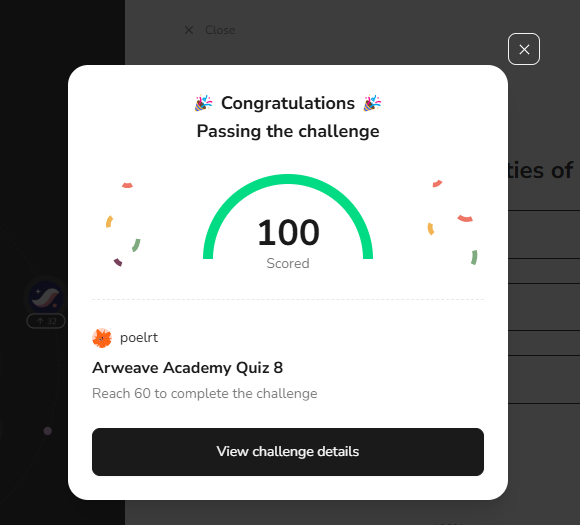 Close
Congratulations
Passing the challenge
ties of
100
Scored
32
poelrt
Arweave Academy Quiz 8
Reach 60 to complete the challenge
View challenge details